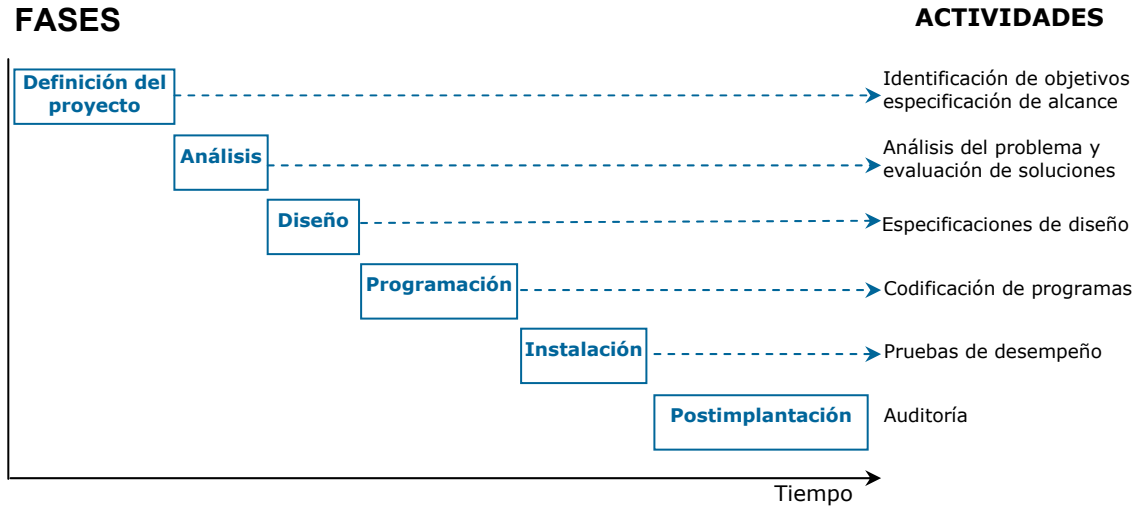 FASES
ACTIVIDADES
Definición del
proyecto
Identificación de objetivos
especificación de alcance
Análisis
Análisis del problema y
evaluación de soluciones
Diseño
Especificaciones de diseño
Programación
Codificación de programas
Instalación
Pruebas de desempeño
Postimplantación
Auditoría
Tiempo